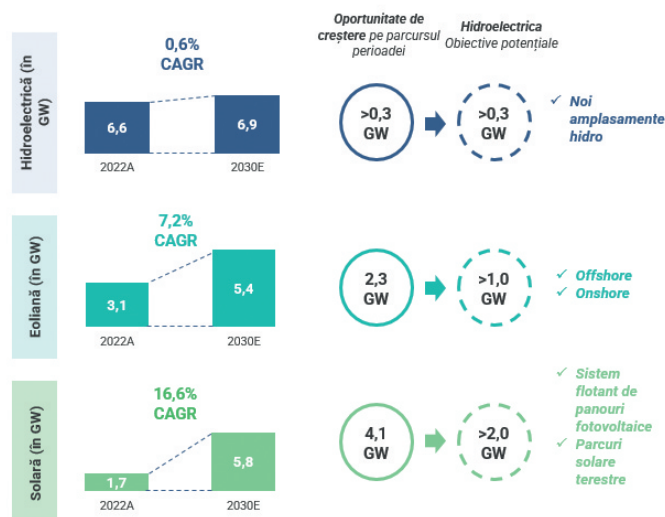 Oportunitate de
creștere pe parcursul
perioadei
Hidroelectrica
Obiective potențiale
Hidroelectrică (în
GW)
0,6%
CAGR
6,6
6,9
2022A
2030E
>0,3
GW
>0,3
GW
✓ Noi
amplasamente
hidro
Eoliană (în GW)
7,2%
CAGR
3,1
5,4
2022A
2030E
2,3
GW
>1,0
GW
✓ Offshore
✓ Onshore
Solară (în GW)
16,6%
CAGR
1,7
5,8
2022A
2030E
4,1
GW
>2,0
GW
✓ Sistem
flotant de
panouri
fotovoltaice
✓ Parcuri
solare
terestre